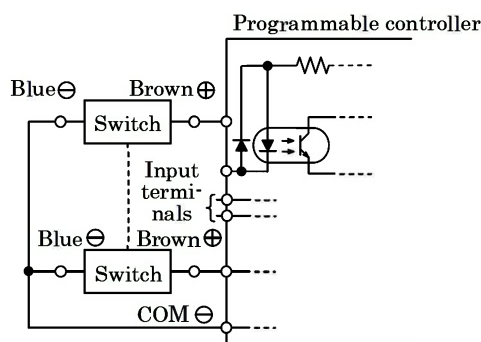 Programmable controller
Blue⊖ Brown⊕
Switch
Input
termi-
nals
Blue⊖ Brown⊕
Switch
COM⊖